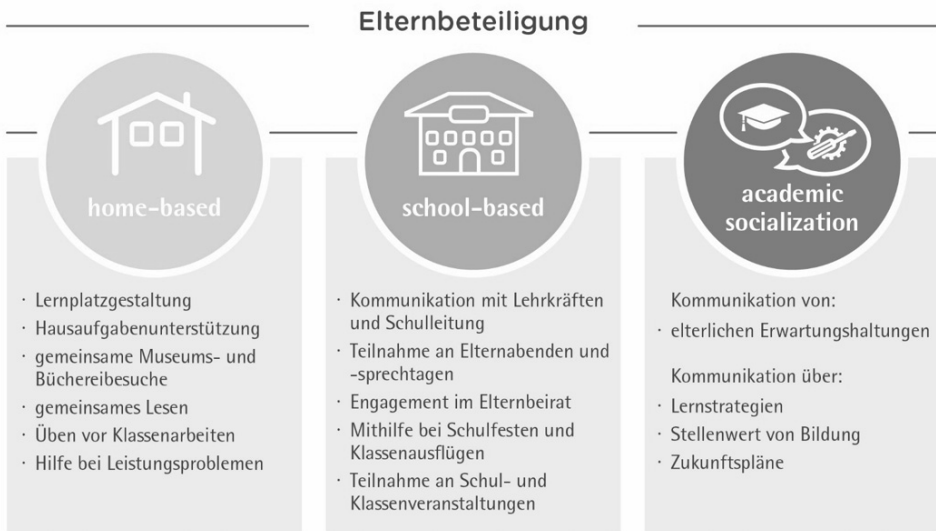 Elternbeteiligung
home-based
· Lernplatzgestaltung
· Hausaufgabenunterstützung
· gemeinsame Museums- und
Büchereibesuche
· gemeinsames Lesen
· Üben vor Klassenarbeiten
· Hilfe bei Leistungsproblemen
school-based
· Kommunikation mit Lehrkräften
und Schulleitung
· Teilnahme an Elternabenden und
-sprechtagen
· Engagement im Elternbeirat
· Mithilfe bei Schulfesten und
Klassenausflügen
· Teilnahme an Schul- und
Klassenveranstaltungen
academic
socialization
Kommunikation von:
· elterlichen Erwartungshaltungen
Kommunikation über:
· Lernstrategien
· Stellenwert von Bildung
· Zukunftspläne